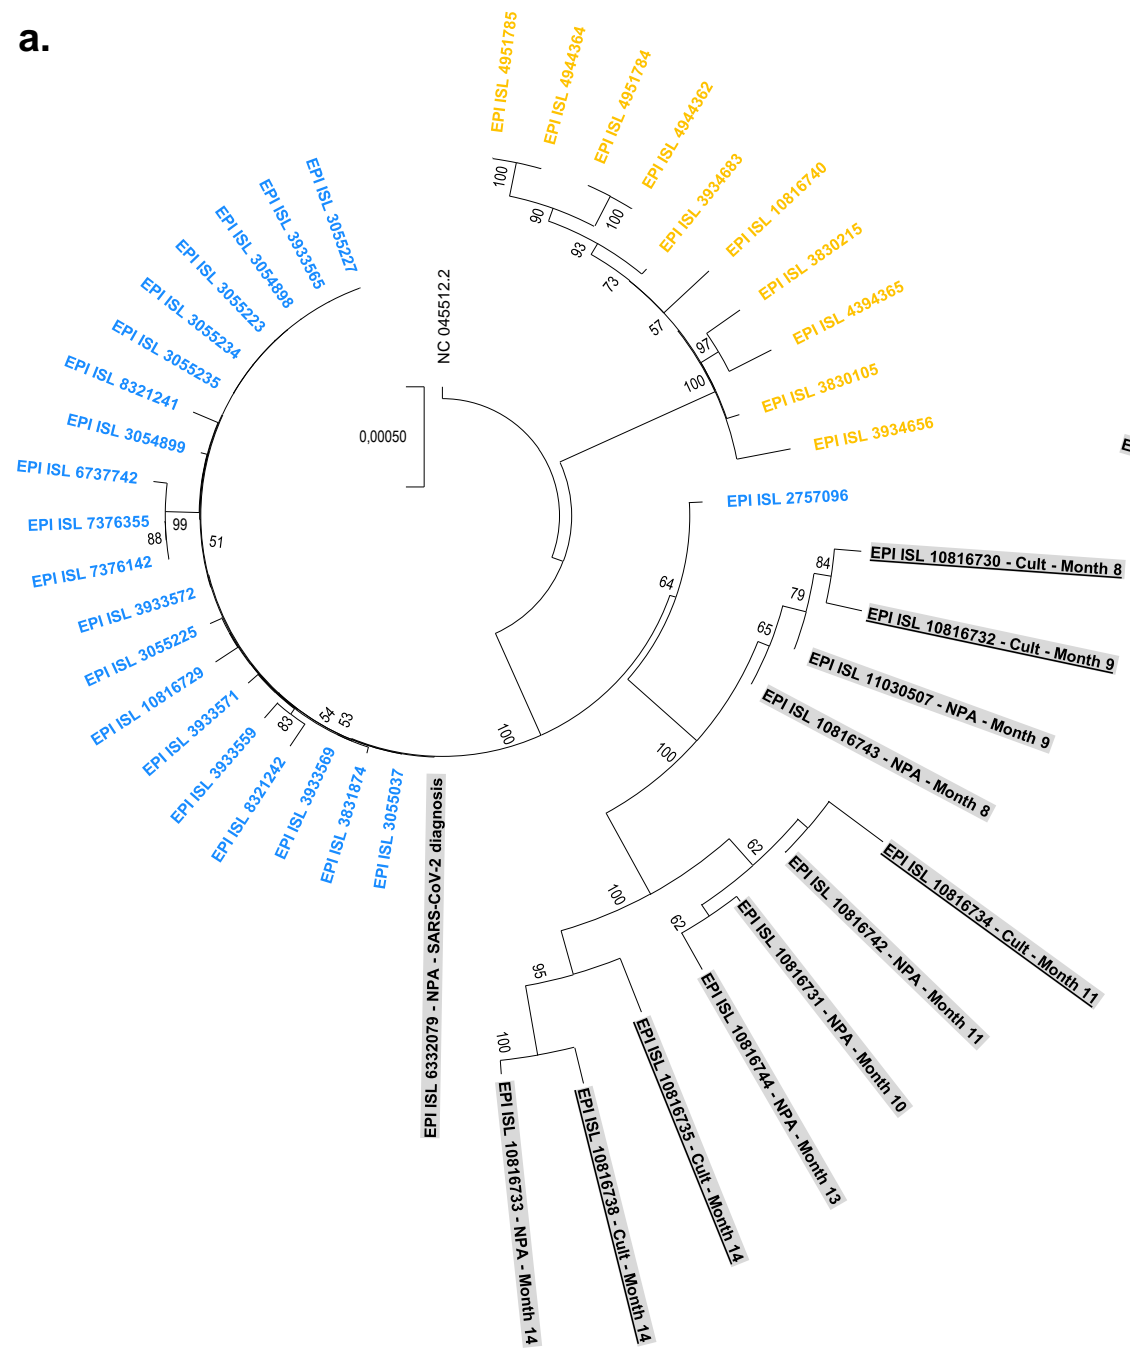 a.
EPI ISL 4951785
EPI ISL 4944364
EPI ISL 4951784
EPI ISL 4944362
EPI ISL 3934683
EPI ISL 10816740
EPI ISL 3830215
EPI ISL 4394365
EPI ISL 3830105
EPI ISL 3934656
EPI ISL 2757096
EPI ISL 10816730 - Cult - Month 8
EPI ISL 10816732 - Cult - Month 9
EPI ISL 11030507 - NPA - Month 9
EPI ISL 10816743 - NPA - Month 8
EPI ISL 10816734 - Cult - Month 11
EPI ISL 10816742 - NPA - Month 11
EPI ISL 10816731 - NPA - Month 10
EPI ISL 10816744 - NPA - Month 13
EPI ISL 10816735 - Cult - Month 14
EPI ISL 10816738 - Cult - Month 14
EPI ISL 10816733 - NPA - Month 14
EPI ISL 6332079 - NPA - SARS-CoV-2 diagnosis
EPI ISL 3055037
EPI ISL 3831874
EPI ISL 3933569
EPI ISL 8321242
EPI ISL 3933559
EPI ISL 3933571
EPI ISL 10816729
EPI ISL 3055225
EPI ISL 3933572
EPI ISL 7376142
EPI ISL 7376355
EPI ISL 6737742
EPI ISL 3054899
EPI ISL 8321241
EPI ISL 3055235
EPI ISL 3055234
EPI ISL 3055223
EPI ISL 3054898
EPI ISL 3933565
EPI ISL 3055227
NC 045512.2
0,00050
100
90
100
93
73
57
97
100
64
84
79
65
100
100
62
62
100
95
100
53
54
83
51
88
99